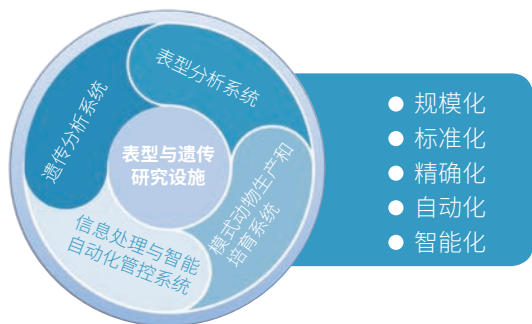 表型分析系统
遗传分析系统
表型与遗传
研究设施
模式动物生产和
培育系统
信息处理与智能
自动化管控系统
● 规模化
● 标准化
● 精确化
● 自动化
● 智能化